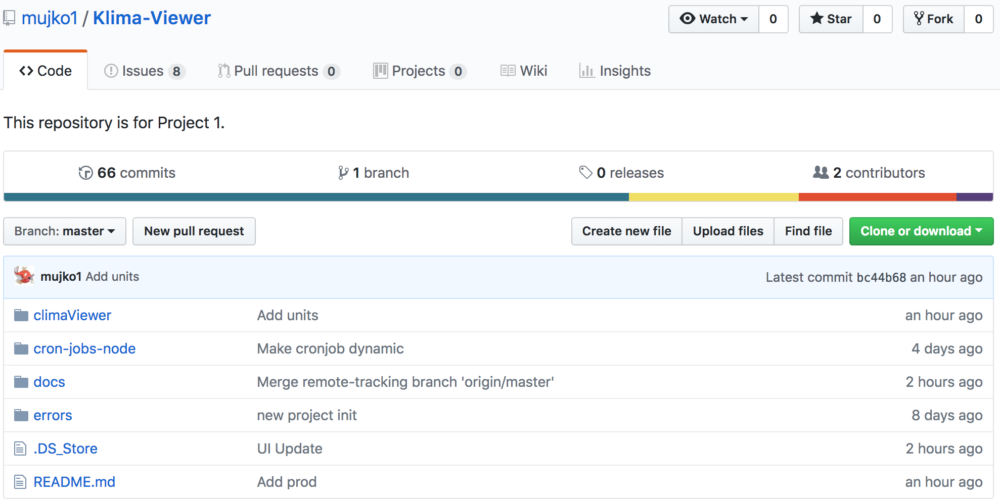 mujko1 / Klima-Viewer Watch 0 Star 0 Fork 0
Code Issues 8 Pull requests 0 Projects 0 Wiki Insights
This repository is for Project 1.
66 commits 1 branch 0 releases 2 contributors
Branch: master New pull request Create new file Upload files Find file Clone or download
mujko1 Add units Latest commit bc44b68 an hour ago
climaViewer Add units an hour ago
cron-jobs-node Make cronjob dynamic 4 days ago
docs Merge remote-tracking branch 'origin/master' 2 hours ago
errors new project init 8 days ago
.DS_Store UI Update 2 hours ago
README.md Add prod an hour ago